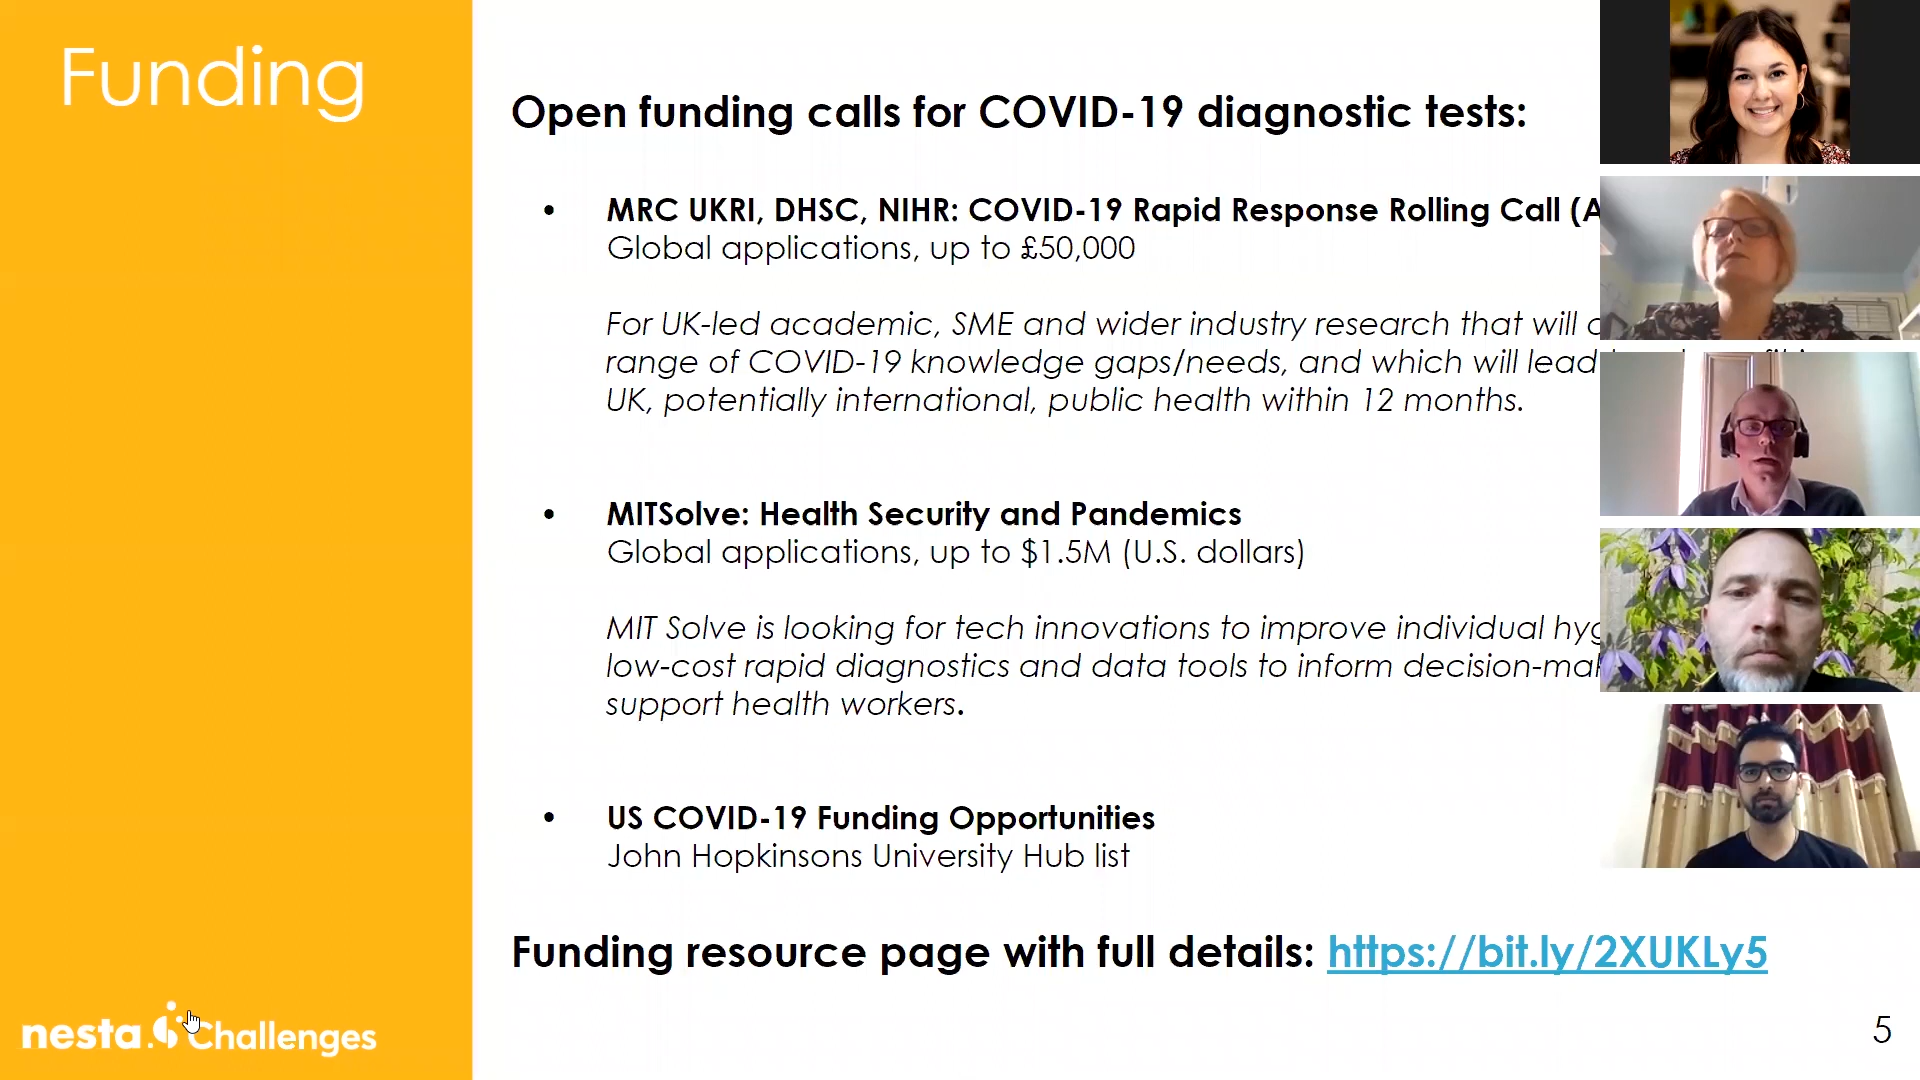 Funding
Open funding calls for COVID-19 diagnostic tests:
• MRC UKRI, DHSC, NIHR: COVID-19 Rapid Response Rolling Call (A
Global applications, up to £50,000
For UK-led academic, SME and wider industry research that will
range of COVID-19 knowledge gaps/needs, and which will lead
UK, potentially international, public health within 12 months.
• MITSolve: Health Security and Pandemics
Global applications, up to $1.5M (U.S. dollars)
MIT Solve is looking for tech innovations to improve individual hyg
low-cost rapid diagnostics and data tools to inform decision-mak
support health workers.
• US COVID-19 Funding Opportunities
John Hopkinsons University Hub list
Funding resource page with full details: https://bit.ly/2XUKLy5
nesta. Challenges
5